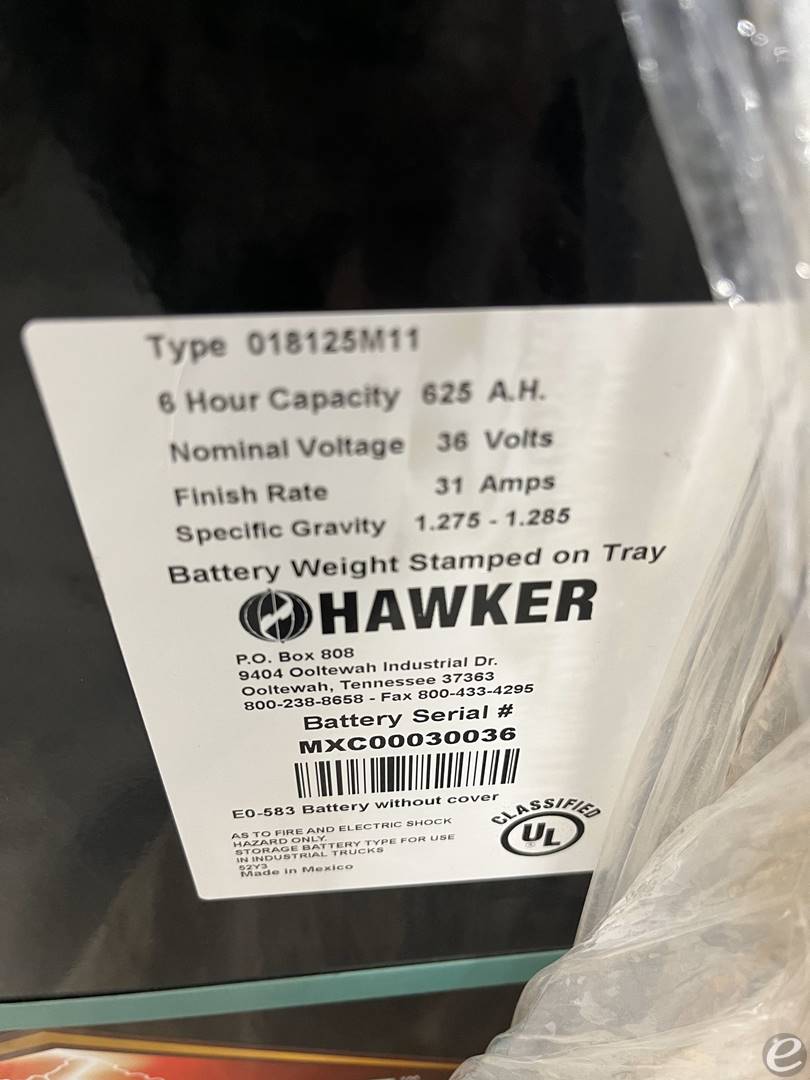 Type 018125M11
6 Hour Capacity 625 A.H.
Nominal Voltage 36 Volts
Finish Rate 31 Amps
Specific Gravity 1.275 - 1.285
Battery Weight Stamped on Tray
HAWKER
P.O. Box 808
9404 Ooltewah Industrial Dr.
Ooltewah, Tennessee 37363
800-238-8658 - Fax 800-433-4295
Battery Serial #
MXC00030036
E0-583 Battery without cover
CLASSIFIED
UL
®
AS TO FIRE AND ELECTRIC SHOCK
HAZARD ONLY.
STORAGE BATTERY TYPE FOR USE
IN INDUSTRIAL TRUCKS
52Y3
Made in Mexico
e